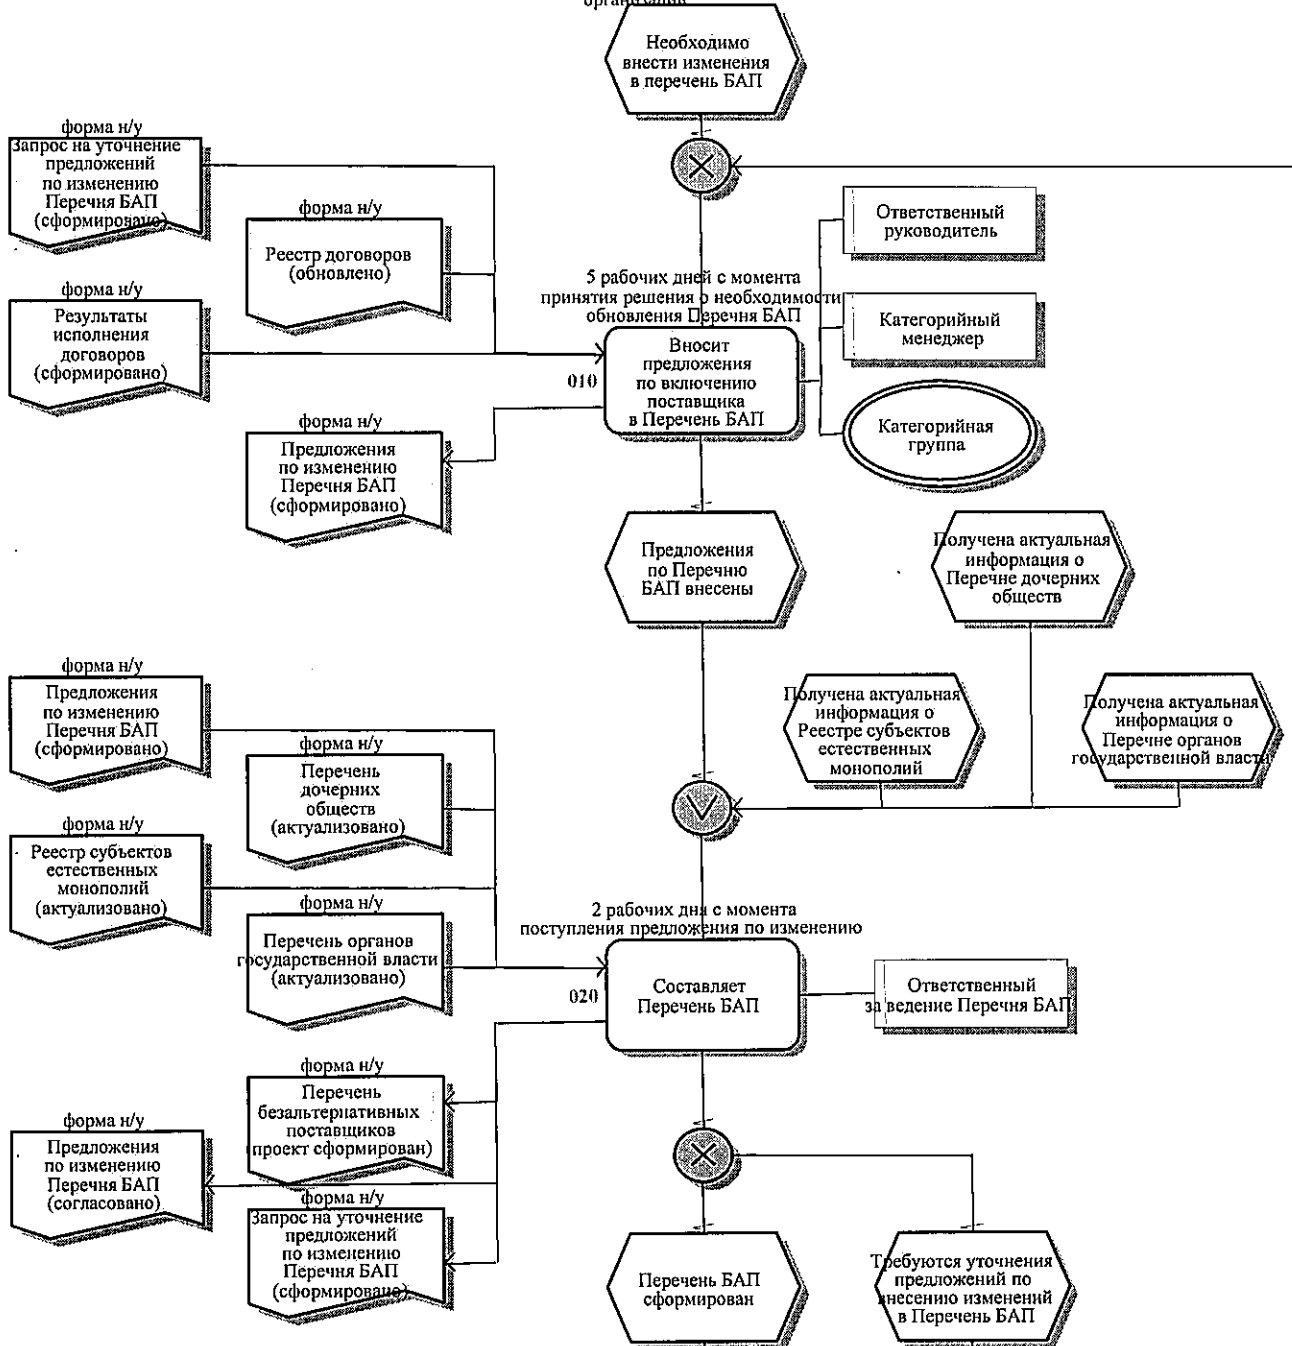 организации
Необходимо
внести изменения
в перечень БАП
форма н/у
Запрос на уточнение
предложений
по изменению
Перечня БАП
(сформировано)
форма н/у
Реестр договоров
(обновлено)
форма н/у
Результаты
исполнения
договоров
(сформировано)
5 рабочих дней с момента
принятия решения о необходимости
обновления Перечня БАП
Вносит
предложения
по включению
поставщика
в Перечень БАП
010
Ответственный
руководитель
Категорийный
менеджер
Категорийная
группа
форма н/у
Предложения
по изменению
Перечня БАП
(сформировано)
Предложения
по Перечню
БАП внесены
Получена актуальная
информация о
Перечне дочерних
обществ
Получена актуальная
информация о
Реестре субъектов
естественных
монополий
Получена актуальная
информация о
Перечне органов
государственной власти
форма н/у
Предложения
по изменению
Перечня БАП
(сформировано)
форма н/у
Перечень
дочерних
обществ
(актуализовано)
форма н/у
Реестр субъектов
естественных
монополий
(актуализовано)
форма н/у
Перечень органов
государственной власти
(актуализовано)
2 рабочих дня с момента
поступления предложения по изменению
Составляет
Перечень БАП
020
Ответственный
за ведение Перечня БАП
форма н/у
Перечень
безальтернативных
поставщиков
(проект сформирован)
форма н/у
Предложения
по изменению
Перечня БАП
(согласовано)
форма н/у
Запрос на уточнение
предложений
по изменению
Перечня БАП
(сформировано)
Перечень БАП
сформирован
Требуются уточнения
предложений по
внесению изменений
в Перечень БАП